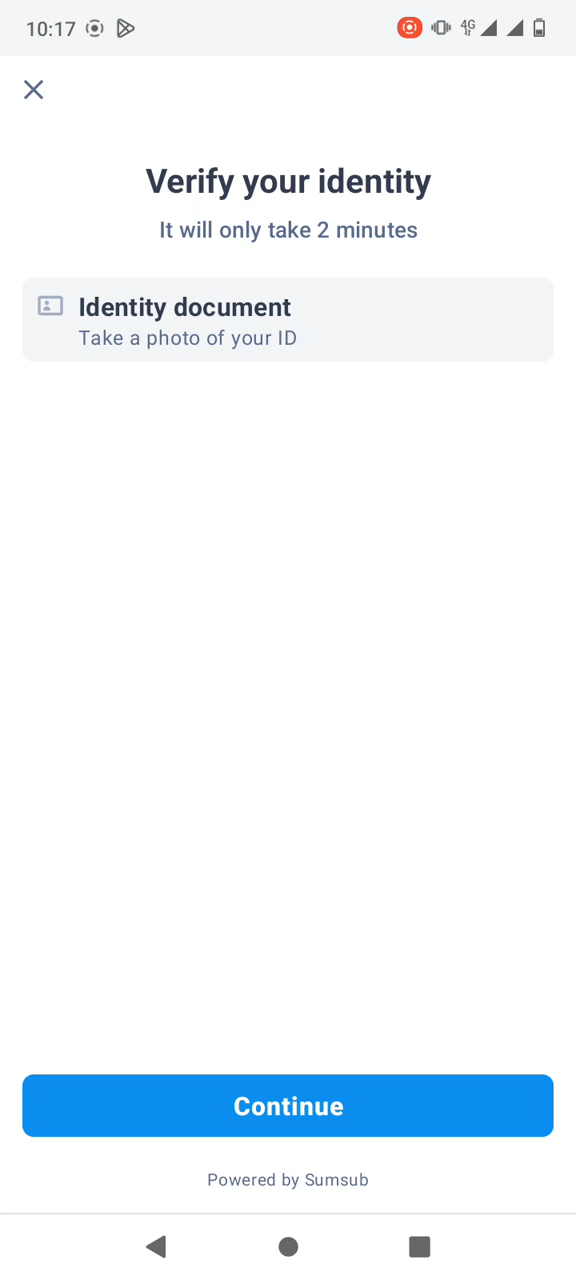 10:17
4G
Verify your identity
It will only take 2 minutes
Identity document
Take a photo of your ID
Continue
Powered by Sumsub